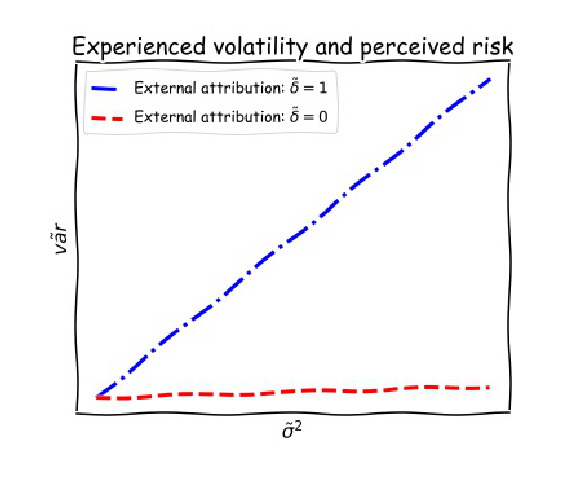 Experienced volatility and perceived risk
External attribution: δ̃ = 1
External attribution: δ̃ = 0
vãr
σ̃²